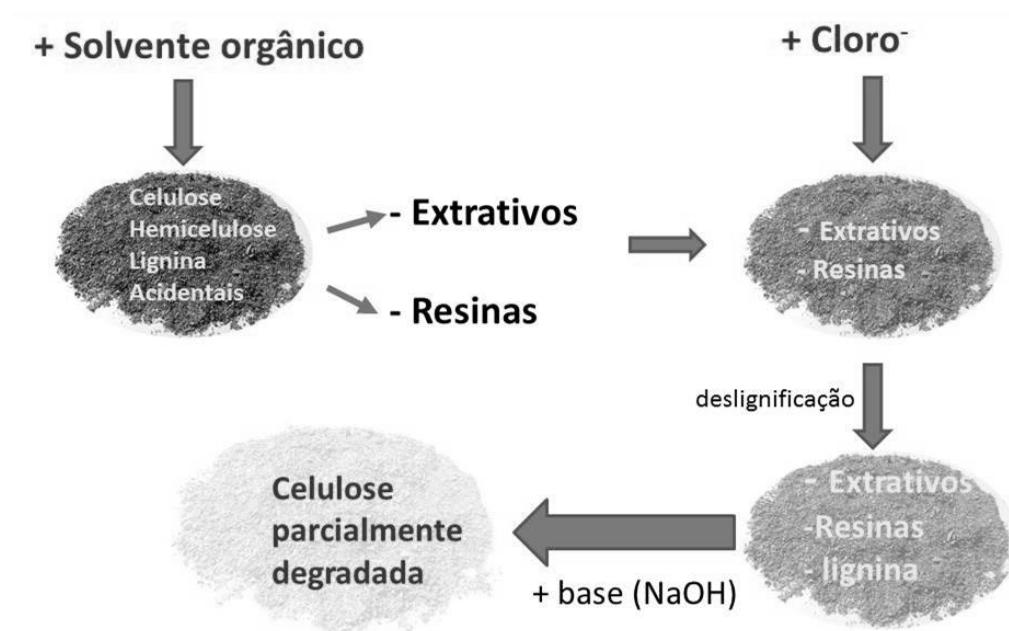 + Solvente orgânico
+ Cloro⁻
Celulose
Hemicelulose
Lignina
Acidentais
- Extrativos
- Resinas
- Extrativos
- Resinas
deslignificação
- Extrativos
-Resinas
- lignina
+ base (NaOH)
Celulose
parcialmente
degradada